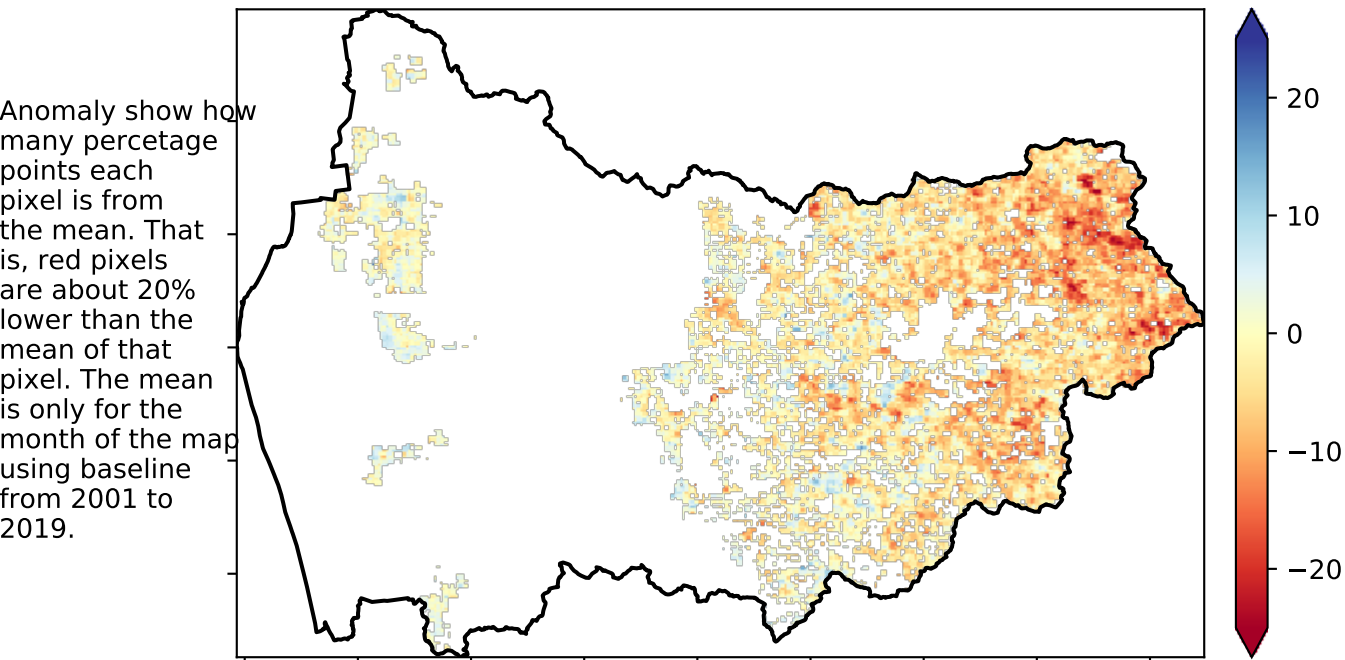 Anomaly show how
many percetage
points each
pixel is from
the mean. That
is, red pixels
are about 20%
lower than the
mean of that
pixel. The mean
is only for the
month of the map
using baseline
from 2001 to
2019.
20
10
0
−10
−20